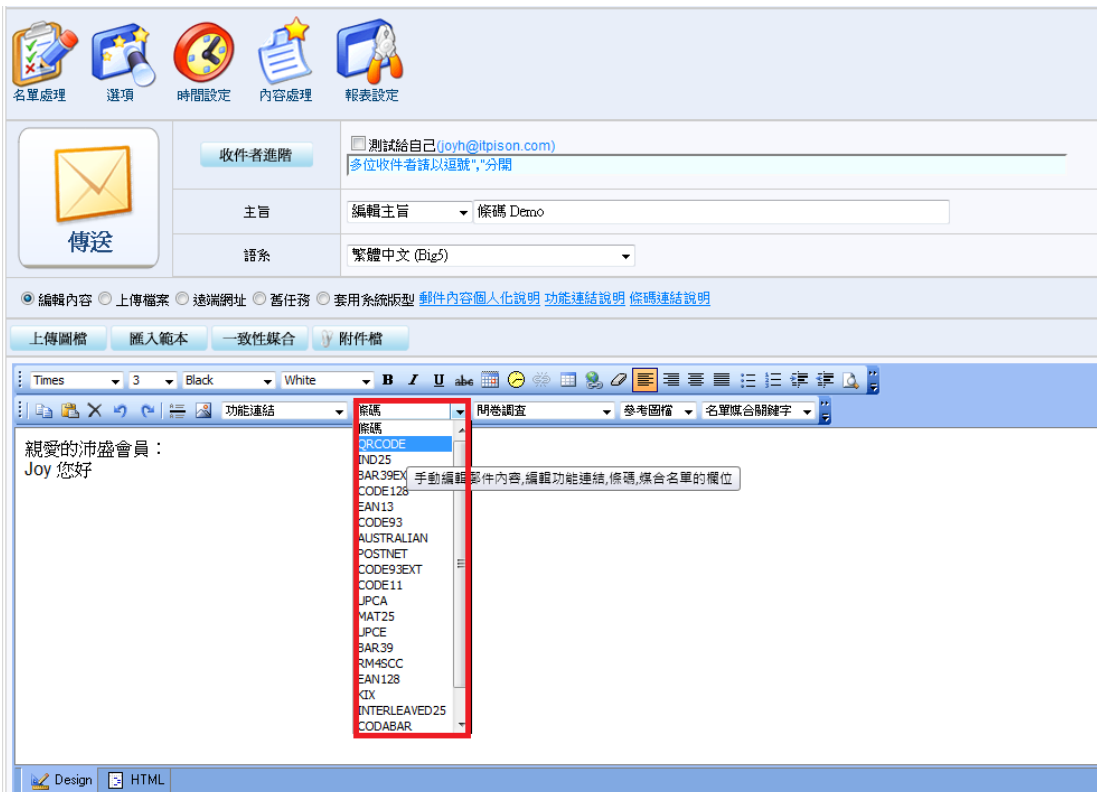 名單處理 選項 時間設定 內容處理 報表設定
收件者進階
測試給自己(joyh@itpison.com)
多位收件者請以逗號","分開
傳送
主旨 編輯主旨 條碼 Demo
語系 繁體中文 (Big5)
編輯內容 上傳檔案 遠端網址 舊任務 套用系統版型 郵件內容個人化說明 功能連結說明 條碼連結說明
上傳圖檔 匯入範本 一致性媒合 附件檔
Times 3 Black White B I U abc
功能連結 條碼 問卷調查 參考圖檔 名單媒合關鍵字
親愛的沛盛會員：
Joy 您好
條碼
QRCODE
IND25
BAR39EX
手動編輯郵件內容,編輯功能連結,條碼,媒合名單的欄位
CODE128
EAN13
CODE93
AUSTRALIAN
POSTNET
CODE93EXT
CODE11
UPCA
MAT25
UPCE
BAR39
RM4SCC
EAN128
KIX
INTERLEAVED25
CODABAR
Design HTML